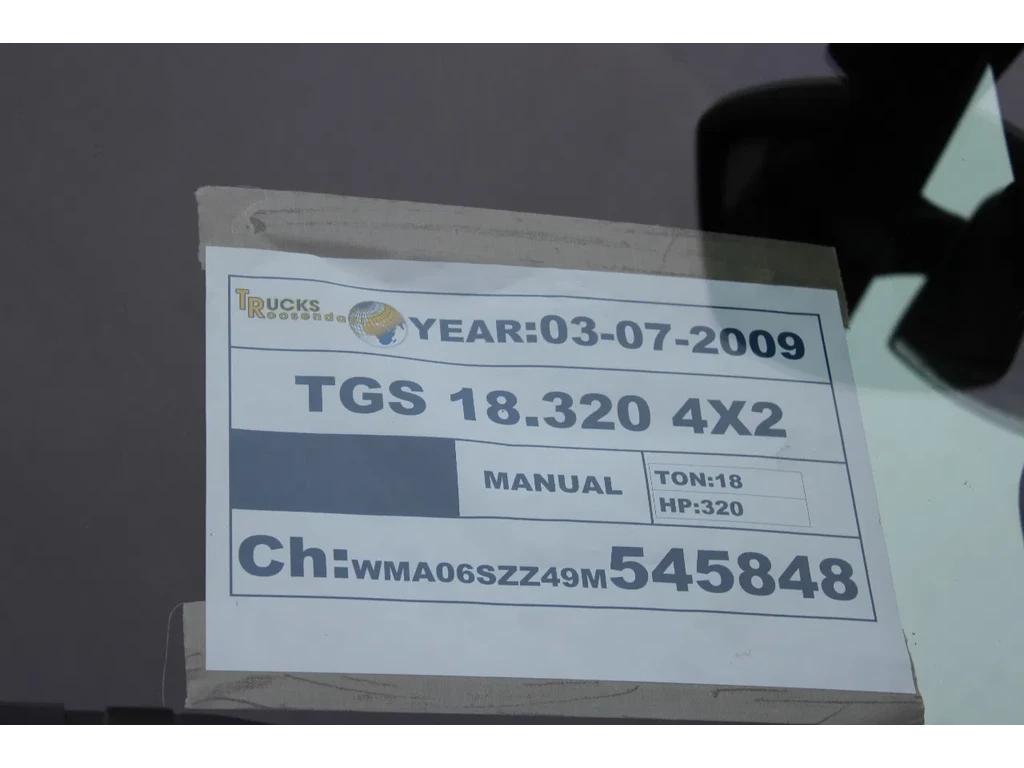 TRUCKS
Roosenda
YEAR:03-07-2009
TGS 18.320 4X2
MANUAL
TON:18
HP:320
Ch:WMA06SZZ49M545848